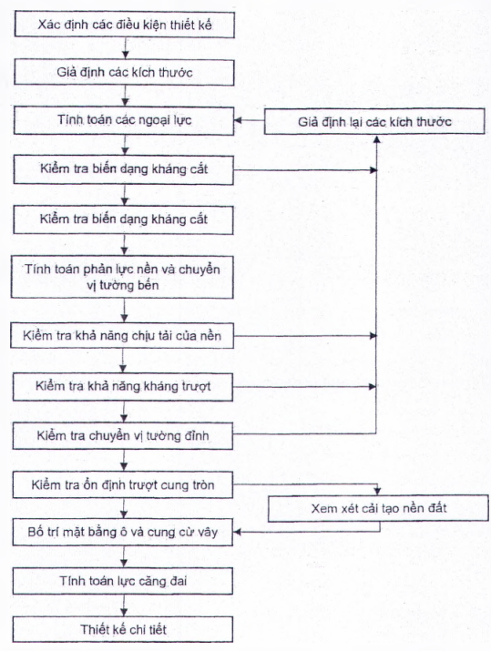 Xác định các điều kiện thiết kế
Giả định các kích thước
Tính toán các ngoại lực
Giả định lại các kích thước
Kiểm tra biến dạng kháng cắt
Kiểm tra biến dạng kháng cắt
Tính toán phản lực nền và chuyển
vị tường bến
Kiểm tra khả năng chịu tải của nền
Kiểm tra khả năng kháng trượt
Kiểm tra chuyển vị tường đỉnh
Kiểm tra ổn định trượt cung tròn
Xem xét cải tạo nền đất
Bố trí mặt bằng ô và cung cừ vây
Tính toán lực căng đai
Thiết kế chi tiết